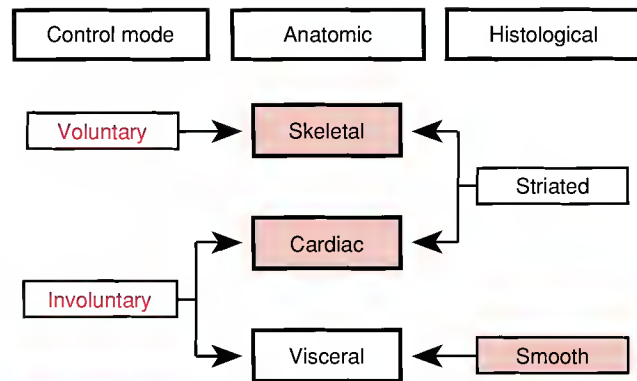 Control mode
Anatomic
Histological
Voluntary
Skeletal
Striated
Cardiac
Involuntary
Visceral
Smooth